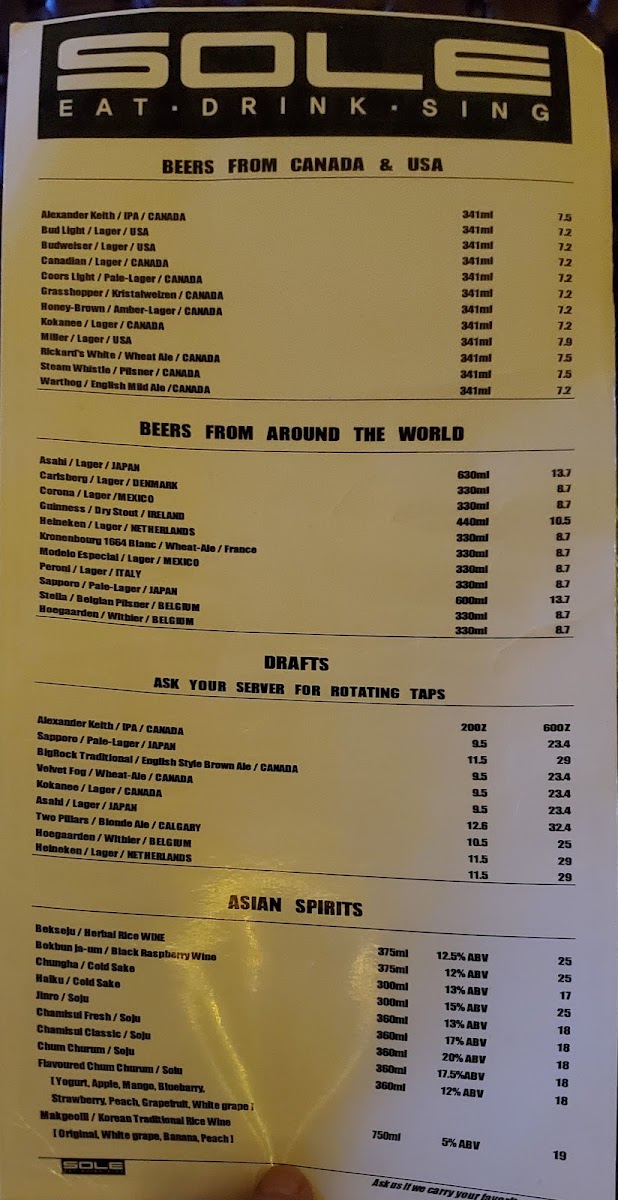 SOLE
EAT · DRINK · SING
BEERS FROM CANADA & USA
Alexander Keith / IPA / CANADA 341ml 7.5
Bud Light / Lager / USA 341ml 7.2
Budweiser / Lager / USA 341ml 7.2
Canadian / Lager / CANADA 341ml 7.2
Coors Light / Pale-Lager / CANADA 341ml 7.2
Grasshopper / Kristalweizen / CANADA 341ml 7.2
Honey-Brown / Amber-Lager / CANADA 341ml 7.2
Kokanee / Lager / CANADA 341ml 7.2
Miller / Lager / USA 341ml 7.9
Rickard's White / Wheat Ale / CANADA 341ml 7.5
Steam Whistle / Pilsner / CANADA 341ml 7.5
Warthog / English Mild Ale /CANADA 341ml 7.2
BEERS FROM AROUND THE WORLD
Asahi / Lager / JAPAN 630ml 13.7
Carlsberg / Lager / DENMARK 330ml 8.7
Corona / Lager /MEXICO 330ml 8.7
Guinness / Dry Stout / IRELAND 440ml 10.5
Heineken / Lager / NETHERLANDS 330ml 8.7
Kronenbourg 1664 Blanc / Wheat-Ale / France 330ml 8.7
Modelo Especial / Lager / MEXICO 330ml 8.7
Peroni / Lager / ITALY 330ml 8.7
Sapporo / Pale-Lager / JAPAN 600ml 13.7
Stella / Belgian Pilsner / BELGIUM 330ml 8.7
Hoegaarden / Witbier / BELGIUM 330ml 8.7
DRAFTS
ASK YOUR SERVER FOR ROTATING TAPS
20OZ 60OZ
Alexander Keith / IPA / CANADA 9.5 23.4
Sapporo / Pale-Lager / JAPAN 11.5 29
BigRock Traditional / English Style Brown Ale / CANADA 9.5 23.4
Velvet Fog / Wheat-Ale / CANADA 9.5 23.4
Kokanee / Lager / CANADA 9.5 23.4
Asahi / Lager / JAPAN 12.6 32.4
Two Pillars / Blonde Ale / CALGARY 10.5 25
Hoegaarden / Witbier / BELGIUM 11.5 29
Heineken / Lager / NETHERLANDS 11.5 29
ASIAN SPIRITS
Bekseju / Herbal Rice WINE 375ml 12.5% ABV 25
Bokbun ja-um / Black Raspberry Wine 375ml 12% ABV 25
Chungha / Cold Sake 300ml 13% ABV 17
Haiku / Cold Sake 300ml 15% ABV 25
Jinro / Soju 360ml 13% ABV 18
Chamisul Fresh / Soju 360ml 17% ABV 18
Chamisul Classic / Soju 360ml 20% ABV 18
Chum Churum / Soju 360ml 17.5%ABV 18
Flavoured Chum Churum / Soju 360ml 12% ABV 18
[ Yogurt, Apple, Mango, Bluebarry,
Strawberry, Peach, Grapefruit, White grape ]
Makgeolli / Korean Traditional Rice Wine 750ml 5% ABV 19
[ Original, White grape, Banana, Peach ]
SOLE
Ask us if we carry your